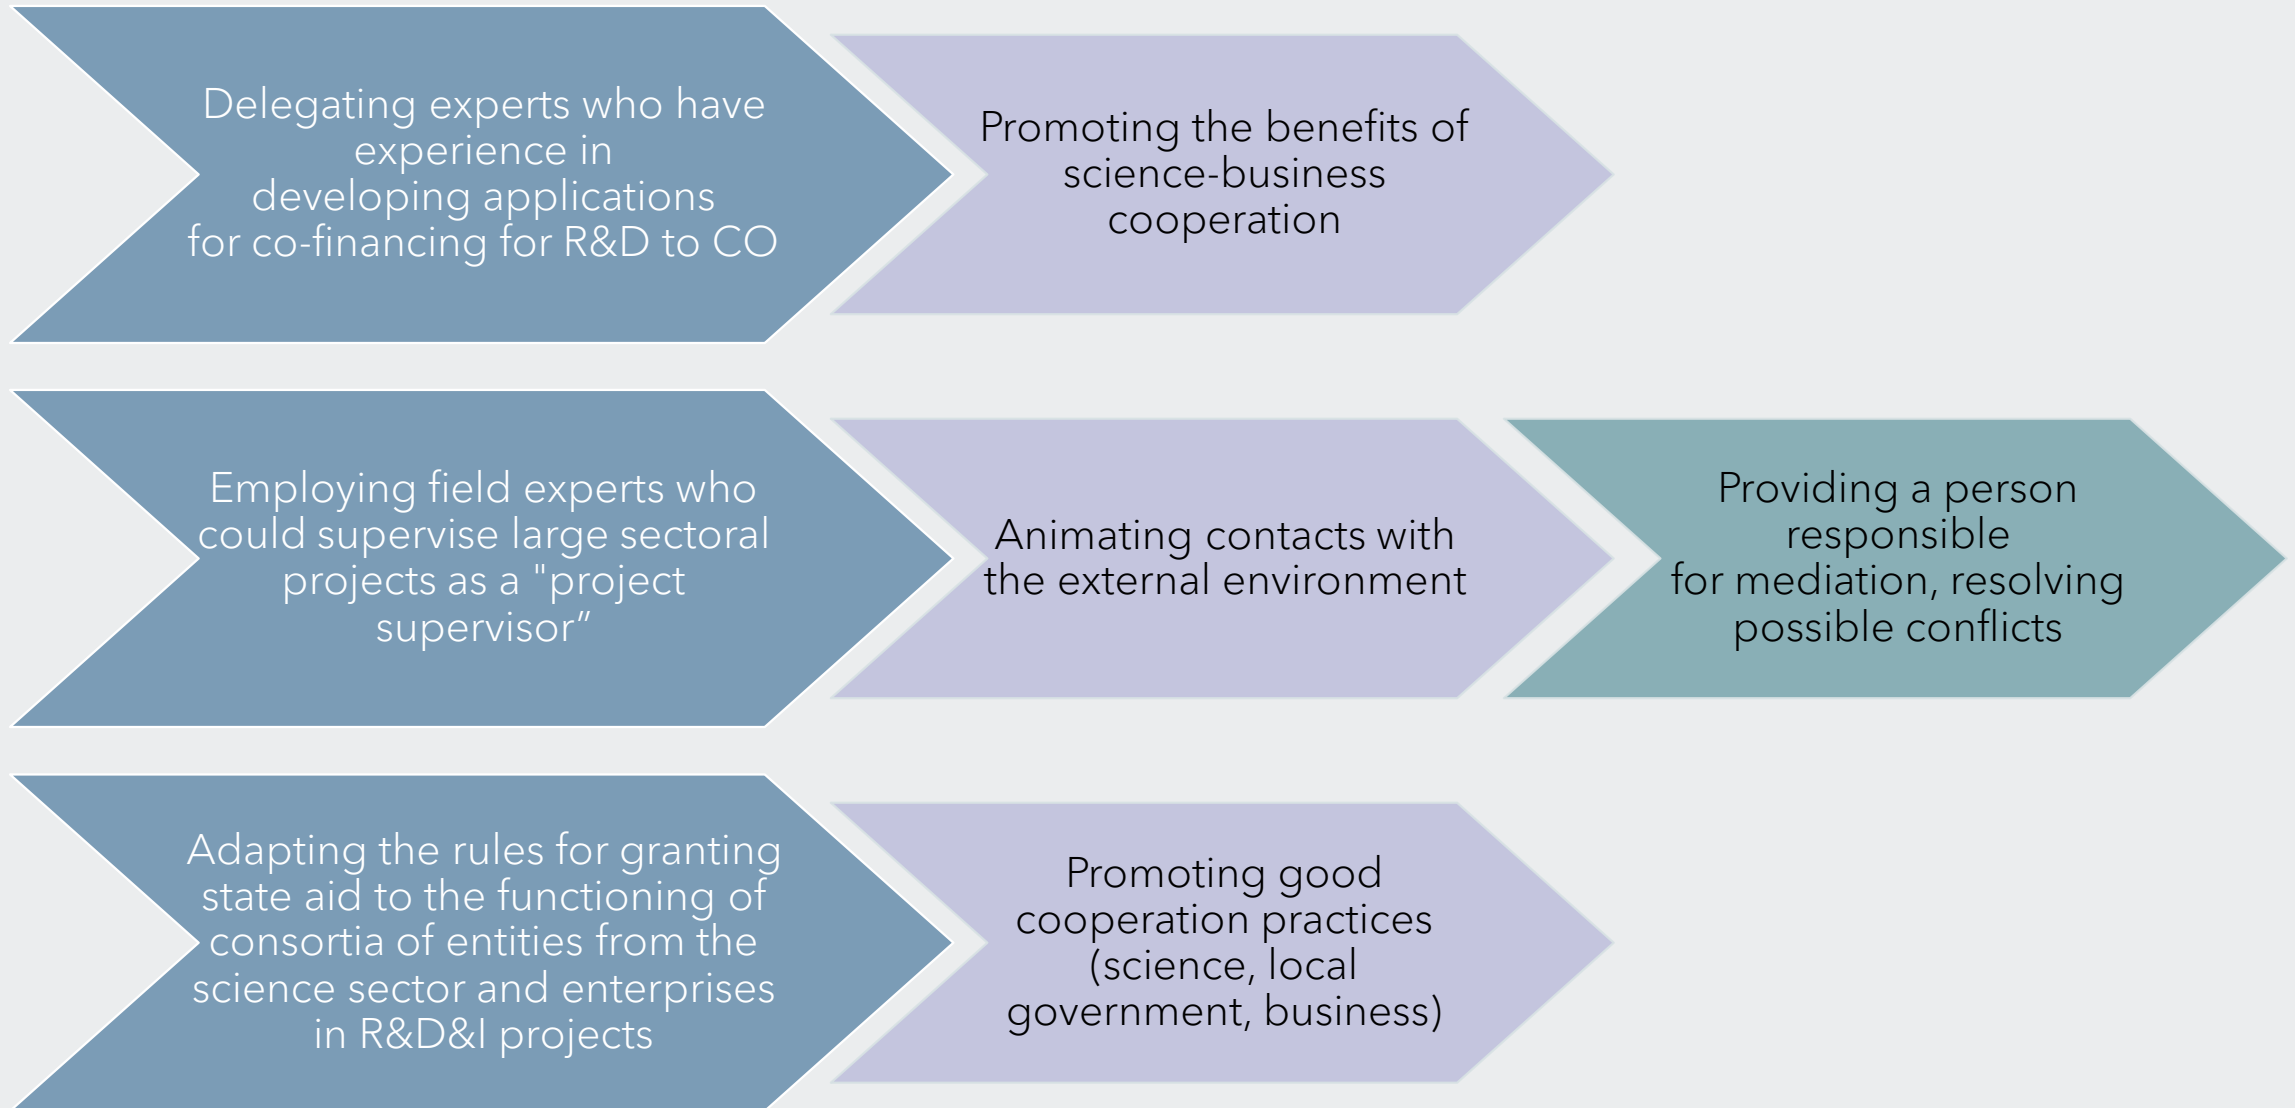 Delegating experts who have
experience in
developing applications
for co-financing for R&D to CO
Promoting the benefits of
science-business
cooperation
Employing field experts who
could supervise large sectoral
projects as a "project
supervisor”
Animating contacts with
the external environment
Providing a person
responsible
for mediation, resolving
possible conflicts
Adapting the rules for granting
state aid to the functioning of
consortia of entities from the
science sector and enterprises
in R&D&I projects
Promoting good
cooperation practices
(science, local
government, business)